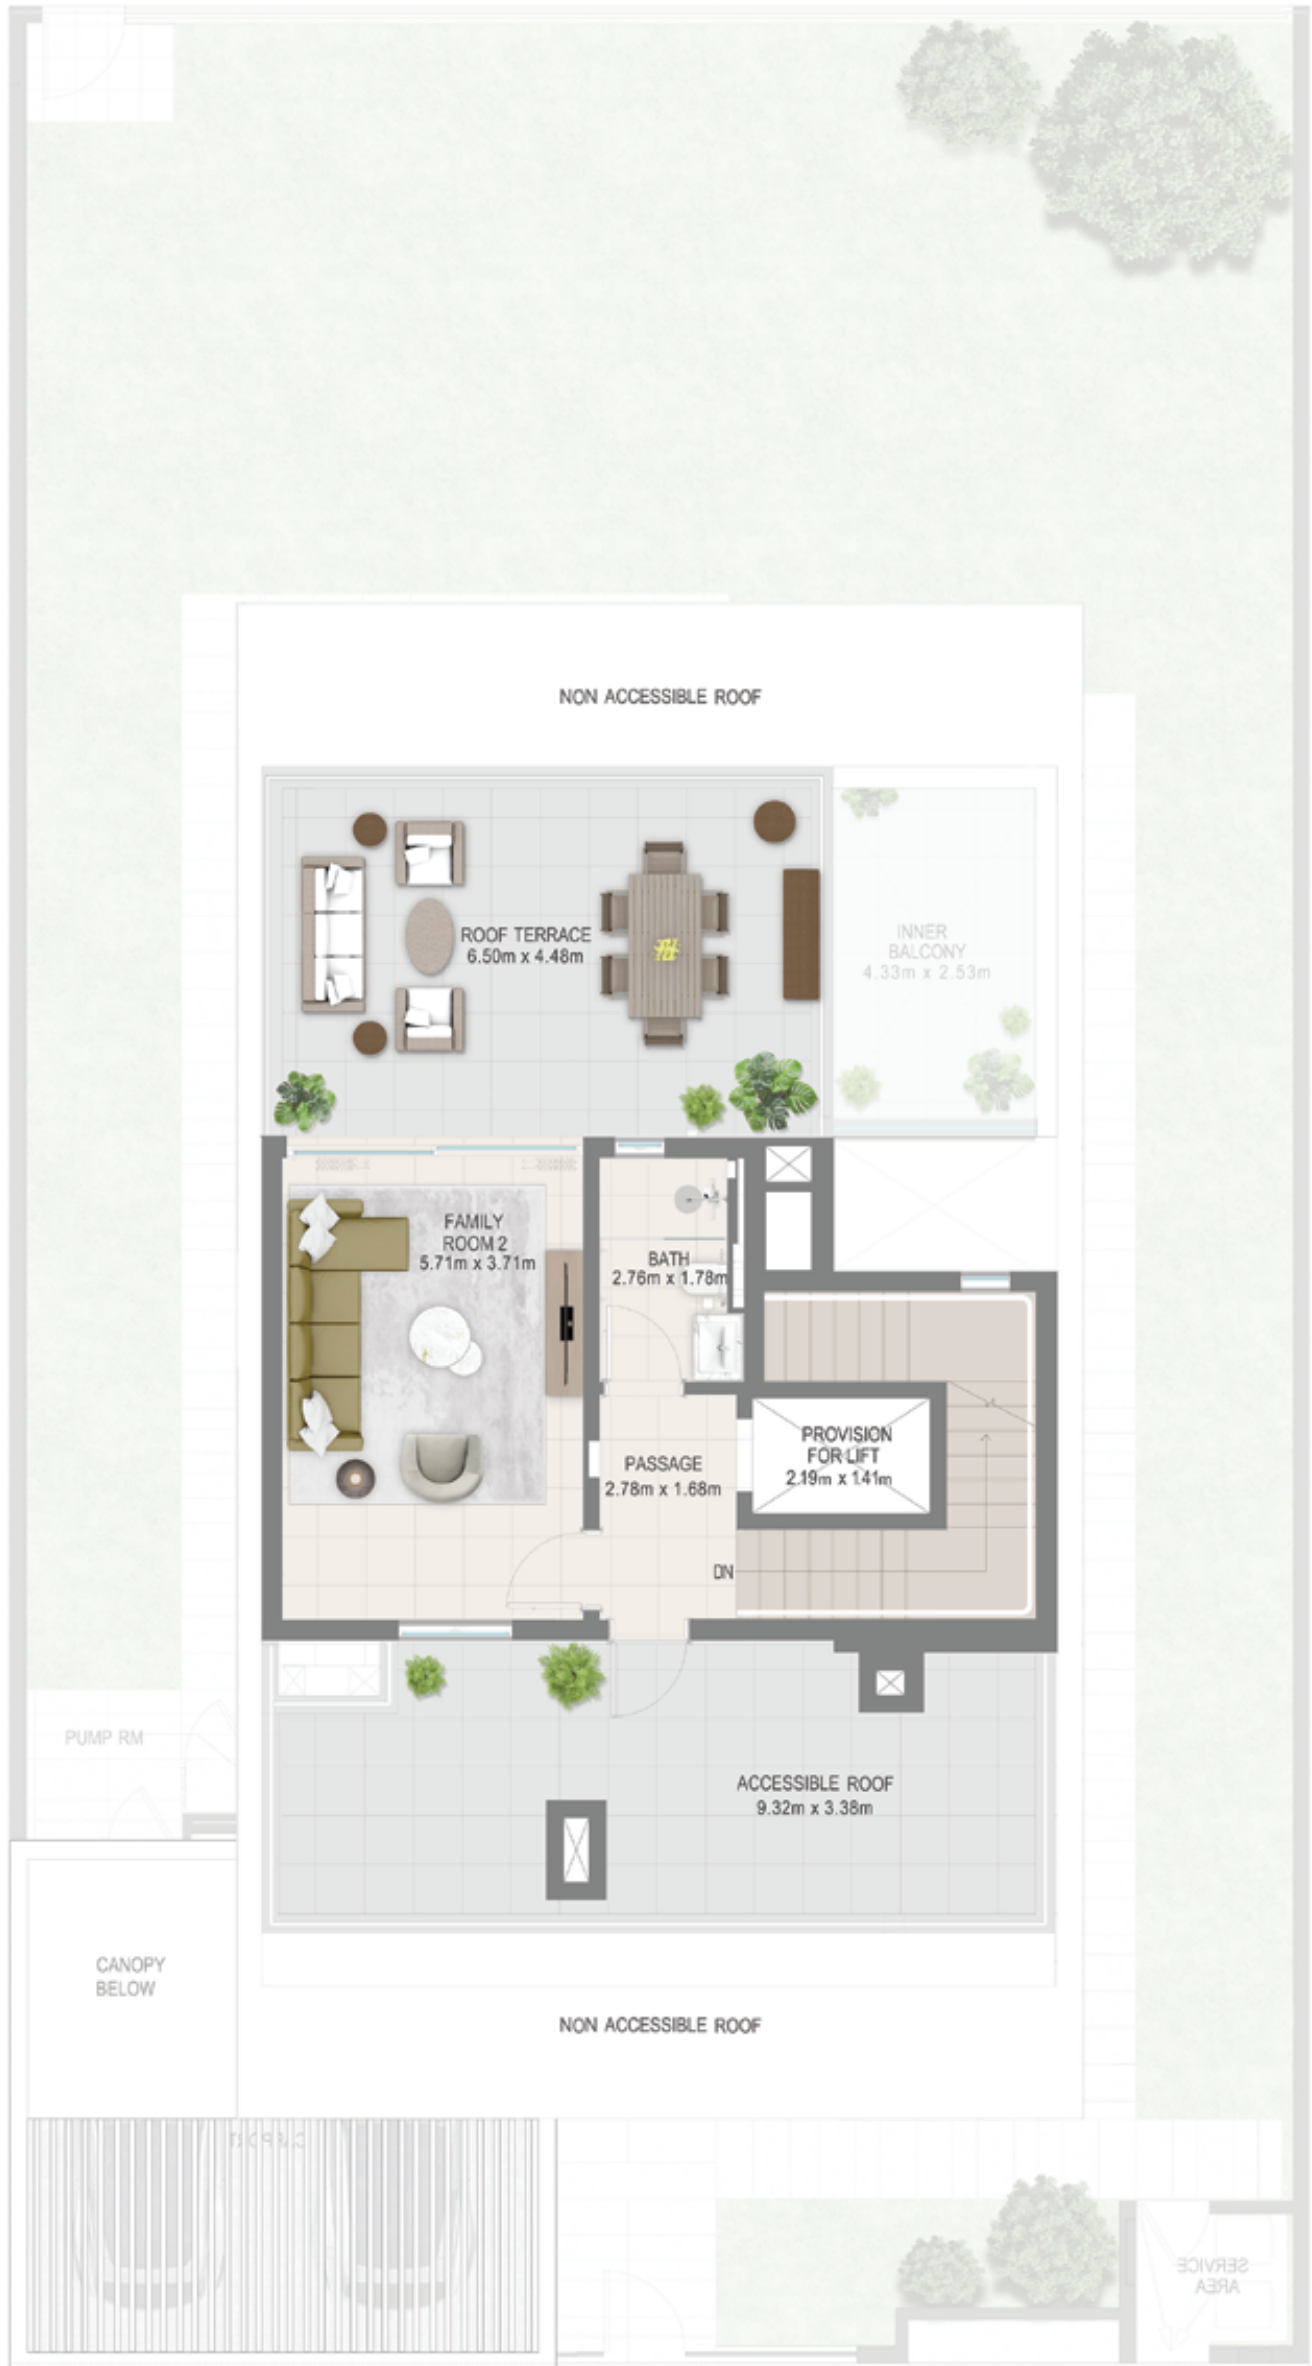 NON ACCESSIBLE ROOF
ROOF TERRACE
6.50m x 4.48m
INNER
BALCONY
4.33m x 2.53m
FAMILY
ROOM 2
5.71m x 3.71m
BATH
2.76m x 1.78m
PROVISION
FOR LIFT
2.19m x 1.41m
PASSAGE
2.78m x 1.68m
DN
PUMP RM
ACCESSIBLE ROOF
9.32m x 3.38m
CANOPY
BELOW
NON ACCESSIBLE ROOF
SERVICE
AREA